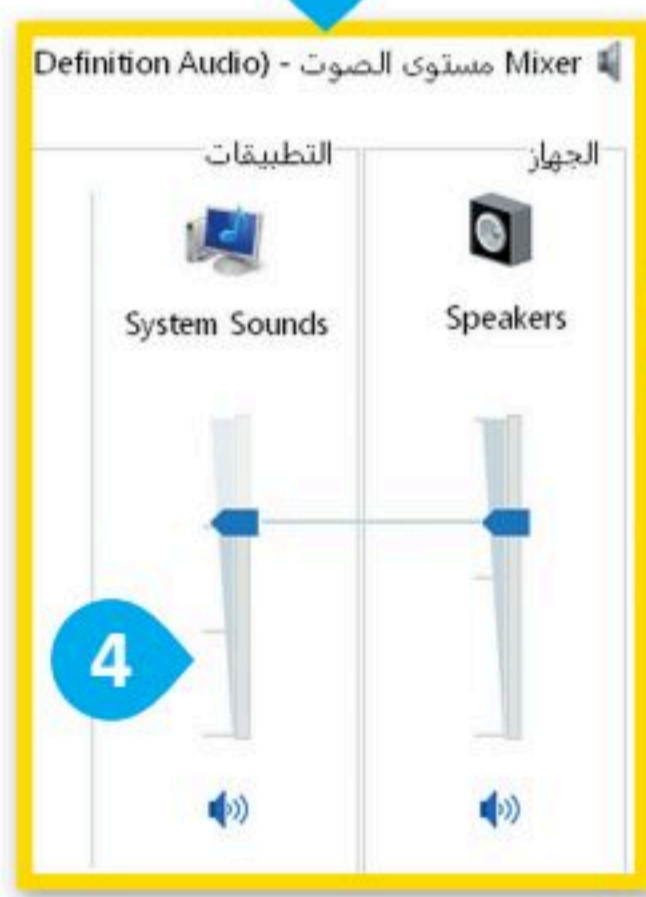 Mixer مستوى الصوت - (Definition Audio
الجهاز
التطبيقات
Speakers
System Sounds
4